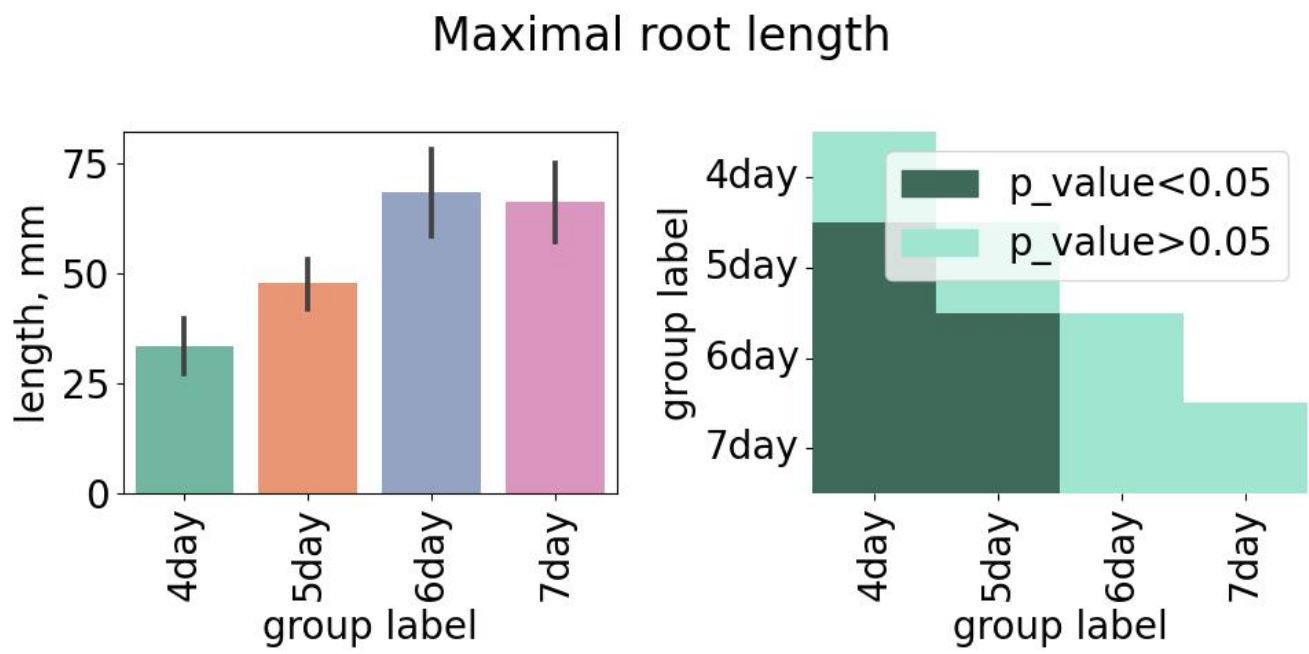 Maximal root length
length, mm
75
50
25
0
4day
5day
6day
7day
group label
group label
4day
5day
6day
7day
p_value<0.05
p_value>0.05
4day
5day
6day
7day
group label